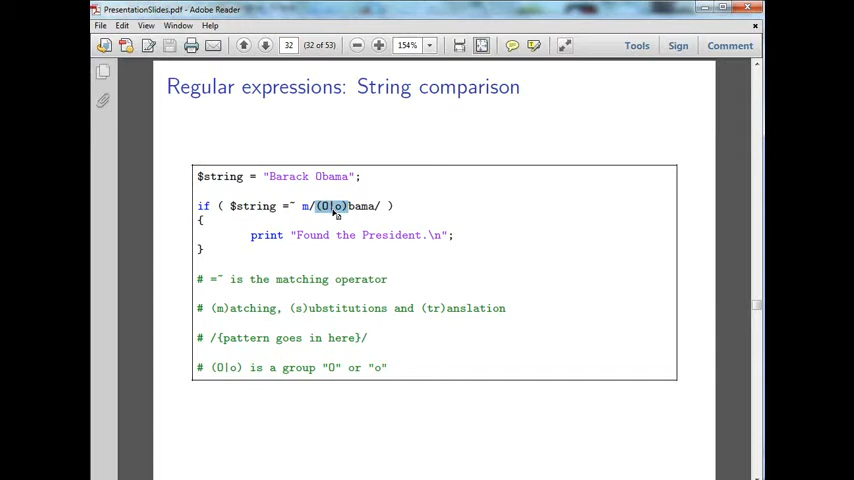 PresentationSlides.pdf - Adobe Reader
File Edit View Window Help
32 (32 of 53) 154% Tools Sign Comment
Regular expressions: String comparison
$string = "Barack Obama";
if ( $string =~ m/(O|o)bama/ )
{
print "Found the President.\n";
}
# =~ is the matching operator
# (m)atching, (s)ubstitutions and (tr)anslation
# /{pattern goes in here}/
# (O|o) is a group "O" or "o"